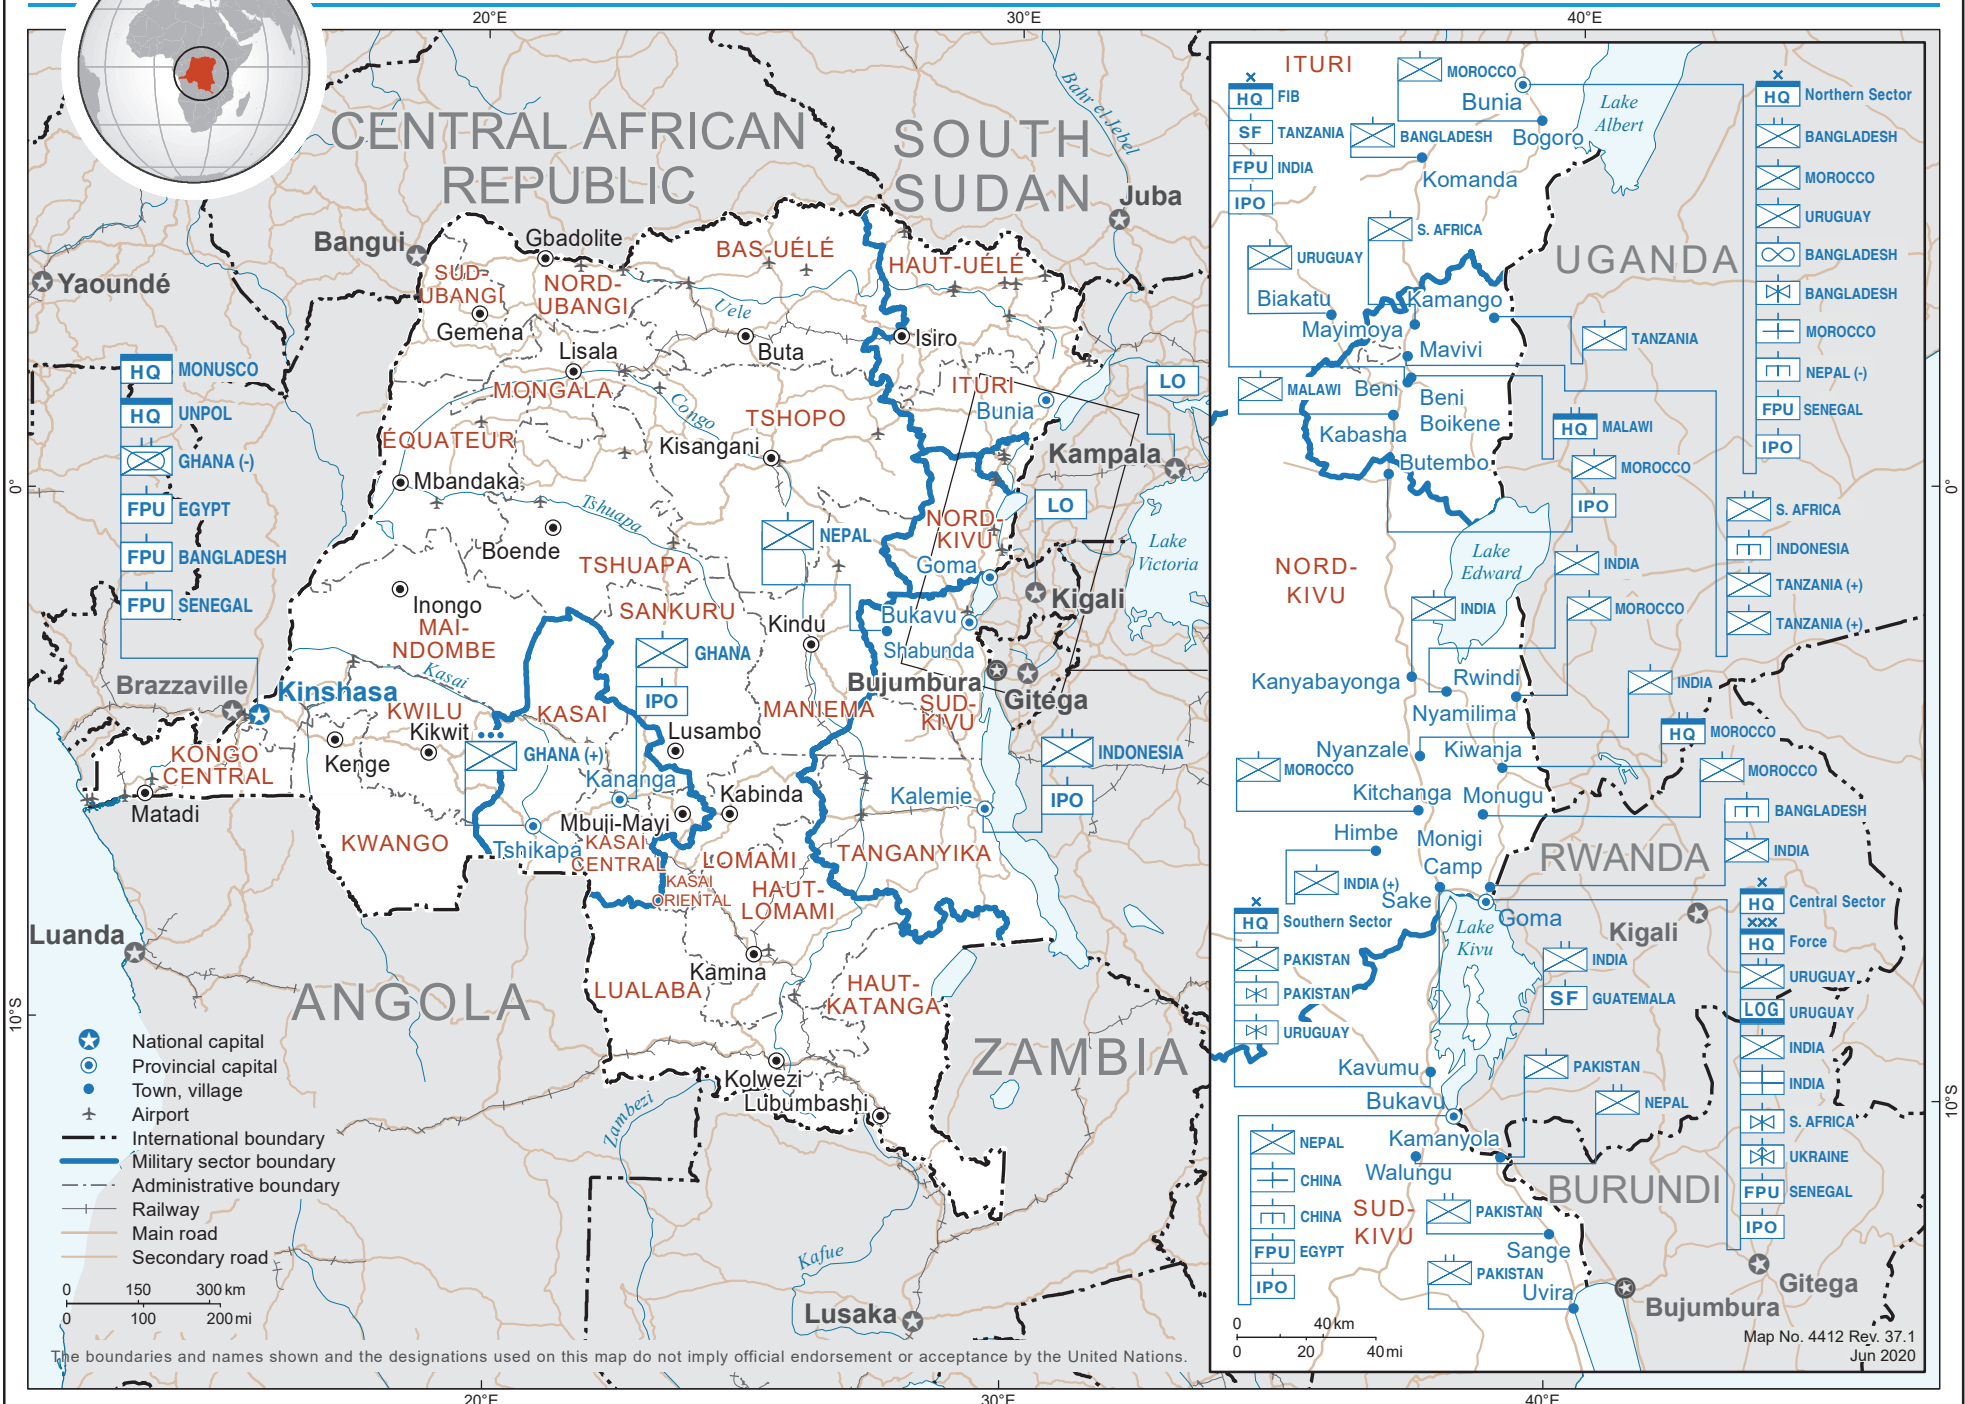 20°E
30°E
40°E
CENTRAL AFRICAN
REPUBLIC
SOUTH
SUDAN
Bahr el Jebel
Juba
Bangui
Yaoundé
Gbadolite
BAS-UÉLÉ
HAUT-UÉLÉ
SUD-
UBANGI
NORD-
UBANGI
Gemena
Uele
Lisala
Buta
Isiro
MONGALA
ITURI
Bunia
LO
Congo
TSHOPO
ÉQUATEUR
Kisangani
Kampala
Mbandaka
LO
0°
Tshuapa
NORD-
KIVU
NEPAL
Boende
Lake
Victoria
TSHUAPA
Goma
Kigali
Inongo
SANKURU
Bukavu
MAI-
NDOMBE
Kindu
Shabunda
GHANA
IPO
Kasai
Bujumbura
Gitega
HQ MONUSCO
HQ UNPOL
GHANA (-)
FPU EGYPT
FPU BANGLADESH
FPU SENEGAL
Brazzaville
Kinshasa
KWILU
KASAI
MANIEMA
SUD-
KIVU
Kikwit
Lusambo
KONGO
CENTRAL
Kenge
GHANA (+)
INDONESIA
IPO
Kananga
Kabinda
Kalemie
Matadi
Mbuji-Mayi
KWANGO
Tshikapa
KASAI
CENTRAL
LOMAMI
TANGANYIKA
KASAI
ORIENTAL
HAUT-
LOMAMI
Luanda
Kamina
ANGOLA
LUALABA
HAUT-
KATANGA
10°S
ZAMBIA
Kolwezi
Lubumbashi
Zambezi
Kafue
Lusaka
National capital
Provincial capital
Town, village
Airport
International boundary
Military sector boundary
Administrative boundary
Railway
Main road
Secondary road
0 150 300 km
0 100 200 mi
The boundaries and names shown and the designations used on this map do not imply official endorsement or acceptance by the United Nations.
20°E
30°E
40°E
ITURI
HQ FIB
SF TANZANIA
FPU INDIA
IPO
MOROCCO
Bunia
Bogoro
Lake
Albert
BANGLADESH
Komanda
S. AFRICA
URUGUAY
UGANDA
Biakatu
Kamango
Mayimoya
TANZANIA
Mavivi
MALAWI
Beni
Beni
Boikene
HQ MALAWI
Kabasha
Butembo
MOROCCO
IPO
HQ Northern Sector
BANGLADESH
MOROCCO
URUGUAY
BANGLADESH
BANGLADESH
MOROCCO
NEPAL (-)
FPU SENEGAL
IPO
0°
S. AFRICA
INDONESIA
TANZANIA (+)
TANZANIA (+)
NORD-
KIVU
Lake
Edward
INDIA
INDIA
MOROCCO
Kanyabayonga
Rwindi
INDIA
Nyamilima
Nyanzale
Kiwanja
HQ MOROCCO
MOROCCO
MOROCCO
Kitchanga
Monugu
BANGLADESH
Himbe
Monigi
Camp
INDIA
RWANDA
INDIA (+)
Sake
Goma
Kigali
HQ Southern Sector
PAKISTAN
PAKISTAN
URUGUAY
Lake
Kivu
INDIA
SF GUATEMALA
HQ Central Sector
HQ Force
URUGUAY
LOG URUGUAY
INDIA
INDIA
S. AFRICA
UKRAINE
FPU SENEGAL
IPO
10°S
Kavumu
PAKISTAN
Bukavu
NEPAL
NEPAL
CHINA
CHINA
FPU EGYPT
IPO
Kamanyola
Walungu
BURUNDI
SUD-
KIVU
PAKISTAN
Sange
PAKISTAN
Uvira
Gitega
Bujumbura
0 40 km
0 20 40 mi
Map No. 4412 Rev. 37.1
Jun 2020